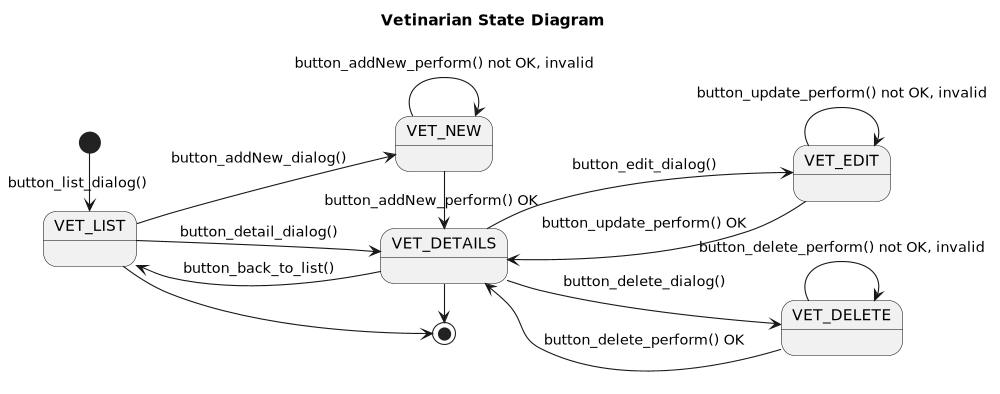 Vetinarian State Diagram
button_addNew_perform() not OK, invalid
button_update_perform() not OK, invalid
VET_NEW
button_addNew_dialog()
VET_EDIT
button_edit_dialog()
button_list_dialog()
button_addNew_perform() OK
VET_LIST
button_update_perform() OK
button_detail_dialog()
VET_DETAILS
button_delete_perform() not OK, invalid
button_back_to_list()
button_delete_dialog()
VET_DELETE
button_delete_perform() OK